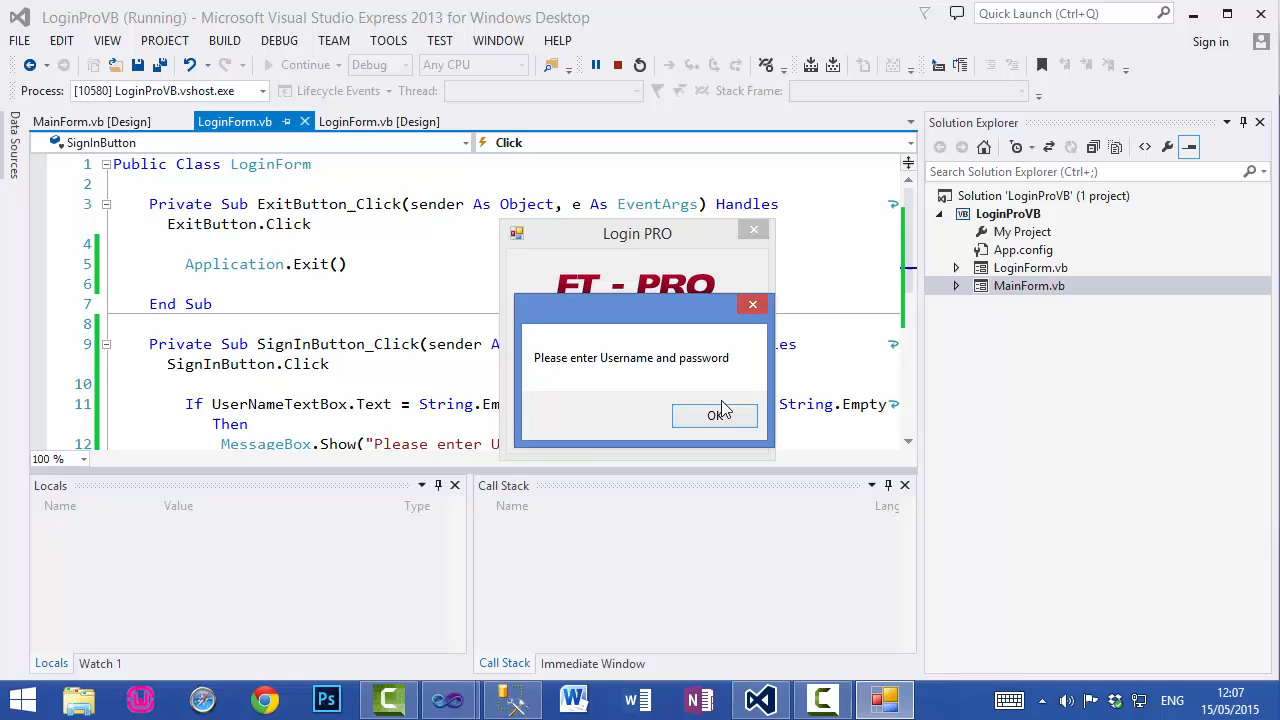 LoginProVB (Running) - Microsoft Visual Studio Express 2013 for Windows Desktop
Quick Launch (Ctrl+Q)
FILE EDIT VIEW PROJECT BUILD DEBUG TEAM TOOLS TEST WINDOW HELP
Sign in
Continue Debug Any CPU
Process: [10580] LoginProVB.vshost.exe Lifecycle Events Thread: Stack Frame:
Data Sources
MainForm.vb [Design] LoginForm.vb LoginForm.vb [Design]
SignInButton Click
1 Public Class LoginForm
2
3 Private Sub ExitButton_Click(sender As Object, e As EventArgs) Handles
ExitButton.Click
4
5 Application.Exit()
6
7 End Sub
8
9 Private Sub SignInButton_Click(sender A les
SignInButton.Click
10
11 If UserNameTextBox.Text = String.Em String.Empty
Then
12 MessageBox.Show("Please enter U
100 %
Login PRO
FT - PRO
Please enter Username and password
OK
Solution Explorer
Search Solution Explorer (Ctrl+;)
Solution 'LoginProVB' (1 project)
LoginProVB
My Project
App.config
LoginForm.vb
MainForm.vb
Locals
Name Value Type
Call Stack
Name Lang
Locals Watch 1
Call Stack Immediate Window
ENG
12:07
15/05/2015